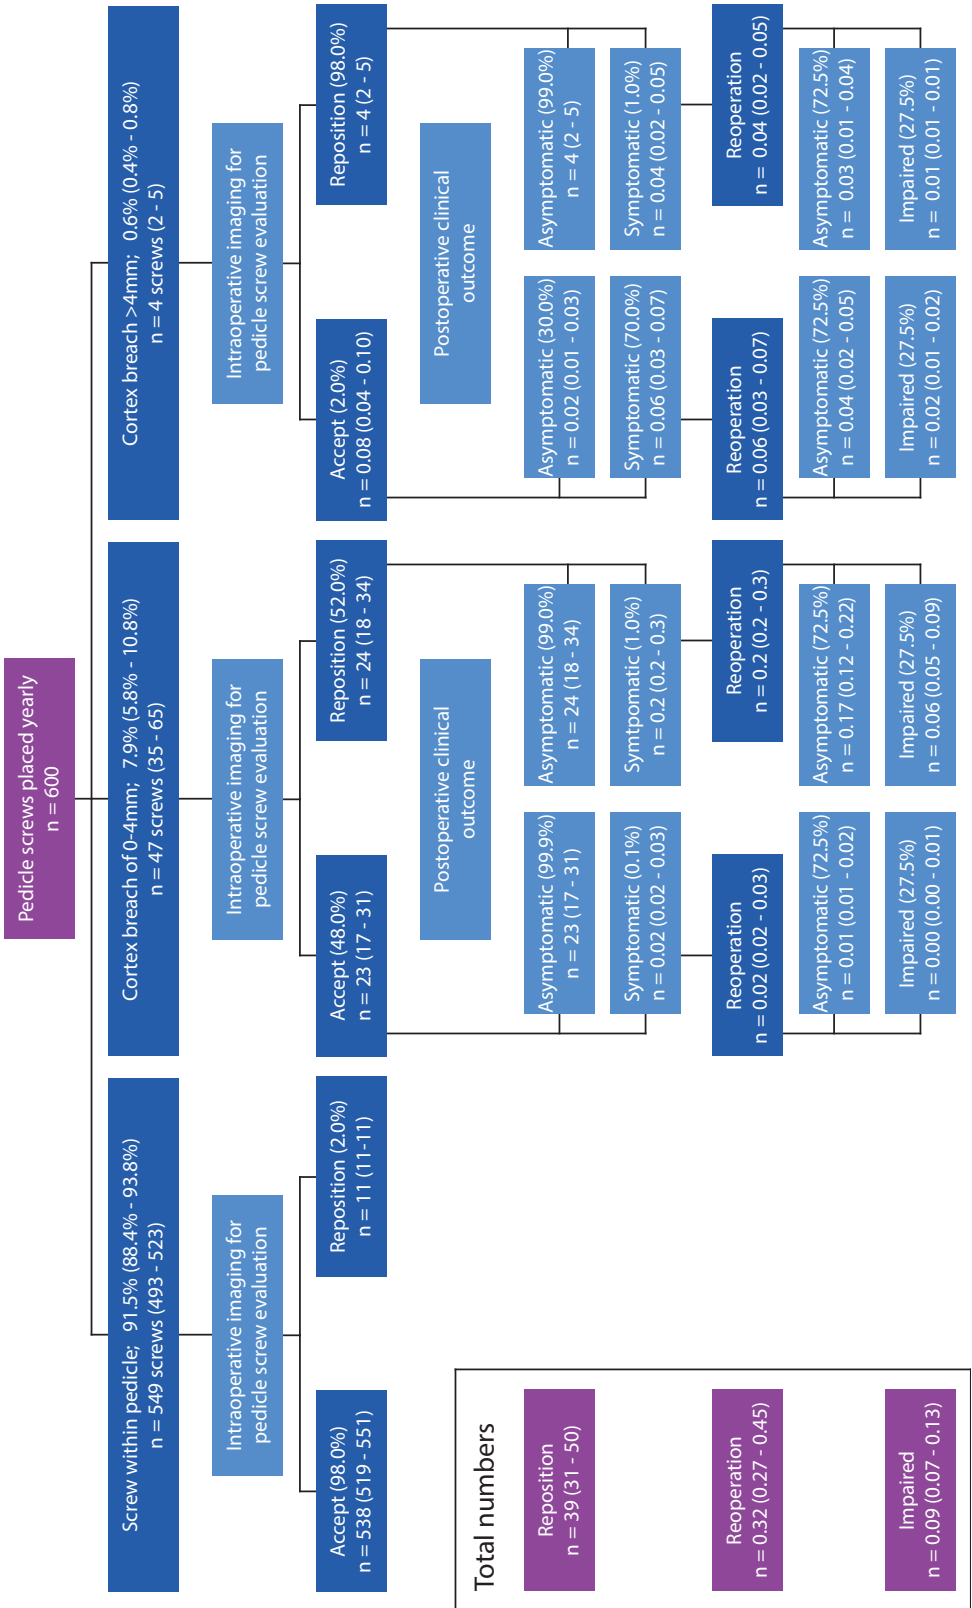 Pedicle screws placed yearly
n = 600
Screw within pedicle; 91.5% (88.4% - 93.8%)
n = 549 screws (493 - 523)
Cortex breach of 0-4mm; 7.9% (5.8% - 10.8%)
n = 47 screws (35 - 65)
Cortex breach >4mm; 0.6% (0.4% - 0.8%)
n = 4 screws (2 - 5)
Intraoperative imaging for
pedicle screw evaluation
Intraoperative imaging for
pedicle screw evaluation
Intraoperative imaging for
pedicle screw evaluation
Accept (98.0%)
n = 538 (519 - 551)
Reposition (2.0%)
n = 11 (11-11)
Accept (48.0%)
n = 23 (17 - 31)
Reposition (52.0%)
n = 24 (18 - 34)
Accept (2.0%)
n = 0.08 (0.04 - 0.10)
Reposition (98.0%)
n = 4 (2 - 5)
Postoperative clinical
outcome
Postoperative clinical
outcome
Total numbers
Reposition
n = 39 (31 - 50)
Asymptomatic (99.9%)
n = 23 (17 - 31)
Asymptomatic (99.0%)
n = 24 (18 - 34)
Asymptomatic (30.0%)
n = 0.02 (0.01 - 0.03)
Asymptomatic (99.0%)
n = 4 (2 - 5)
Symptomatic (0.1%)
n = 0.02 (0.02 - 0.03)
Symtpomatic (1.0%)
n = 0.2 (0.2 - 0.3)
Symptomatic (70.0%)
n = 0.06 (0.03 - 0.07)
Symptomatic (1.0%)
n = 0.04 (0.02 - 0.05)
Reoperation
n = 0.32 (0.27 - 0.45)
Reoperation
n = 0.02 (0.02 - 0.03)
Reoperation
n = 0.2 (0.2 - 0.3)
Reoperation
n = 0.06 (0.03 - 0.07)
Reoperation
n = 0.04 (0.02 - 0.05)
Asymptomatic (72.5%)
n = 0.01 (0.01 - 0.02)
Asymptomatic (72.5%)
n = 0.17 (0.12 - 0.22)
Asymptomatic (72.5%)
n = 0.04 (0.02 - 0.05)
Asymptomatic (72.5%)
n = 0.03 (0.01 - 0.04)
Impaired
n = 0.09 (0.07 - 0.13)
Impaired (27.5%)
n = 0.00 (0.00 - 0.01)
Impaired (27.5%)
n = 0.06 (0.05 - 0.09)
Impaired (27.5%)
n = 0.02 (0.01 - 0.02)
Impaired (27.5%)
n = 0.01 (0.01 - 0.01)